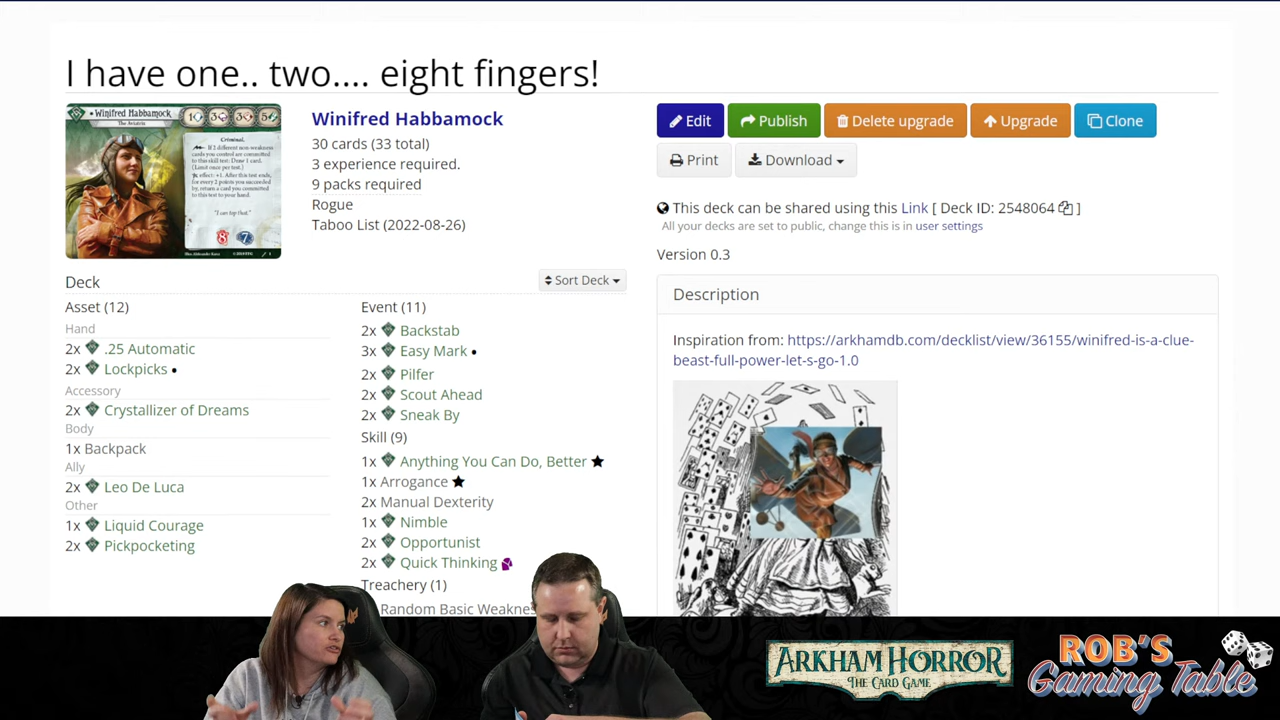 I have one.. two.... eight fingers!
Winifred Habbamock
The Aviatrix
Criminal.
"I can top that."
Winifred Habbamock
30 cards (33 total)
3 experience required.
9 packs required
Rogue
Taboo List (2022-08-26)
Edit
Publish
Delete upgrade
Upgrade
Clone
Print
Download
This deck can be shared using this Link [ Deck ID: 2548064 ]
All your decks are set to public, change this is in user settings
Version 0.3
Deck
Sort Deck
Asset (12)
Hand
2x .25 Automatic
2x Lockpicks •
Accessory
2x Crystallizer of Dreams
Body
1x Backpack
Ally
2x Leo De Luca
Other
1x Liquid Courage
2x Pickpocketing
Event (11)
2x Backstab
3x Easy Mark •
2x Pilfer
2x Scout Ahead
2x Sneak By
Skill (9)
1x Anything You Can Do, Better ★
1x Arrogance ★
2x Manual Dexterity
1x Nimble
2x Opportunist
2x Quick Thinking
Treachery (1)
Random Basic Weaknes
Description
Inspiration from: https://arkhamdb.com/decklist/view/36155/winifred-is-a-clue-
beast-full-power-let-s-go-1.0
ARKHAM HORROR
THE CARD GAME
ROB'S
Gaming Table